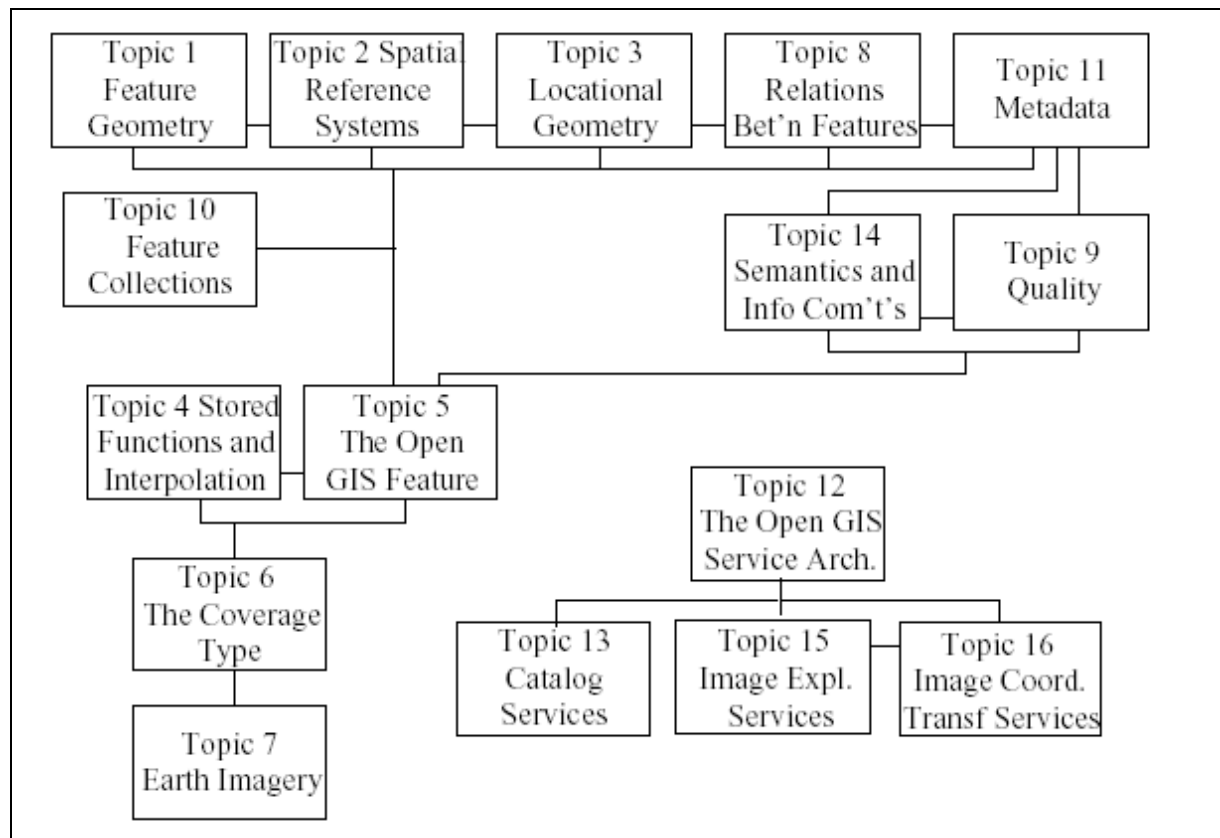 Topic 1
Feature
Geometry
Topic 2 Spatial
Reference
Systems
Topic 3
Locational
Geometry
Topic 8
Relations
Bet'n Features
Topic 11
Metadata
Topic 10
Feature
Collections
Topic 14
Semantics and
Info Com't's
Topic 9
Quality
Topic 4 Stored
Functions and
Interpolation
Topic 5
The Open
GIS Feature
Topic 12
The Open GIS
Service Arch.
Topic 6
The Coverage
Type
Topic 13
Catalog
Services
Topic 15
Image Expl.
Services
Topic 16
Image Coord.
Transf Services
Topic 7
Earth Imagery